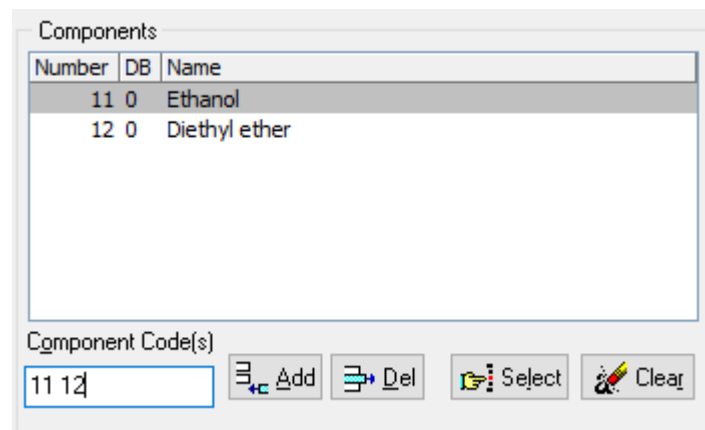 Components
Number DB Name
11 0 Ethanol
12 0 Diethyl ether
Component Code(s)
11 12 Add Del Select Clear